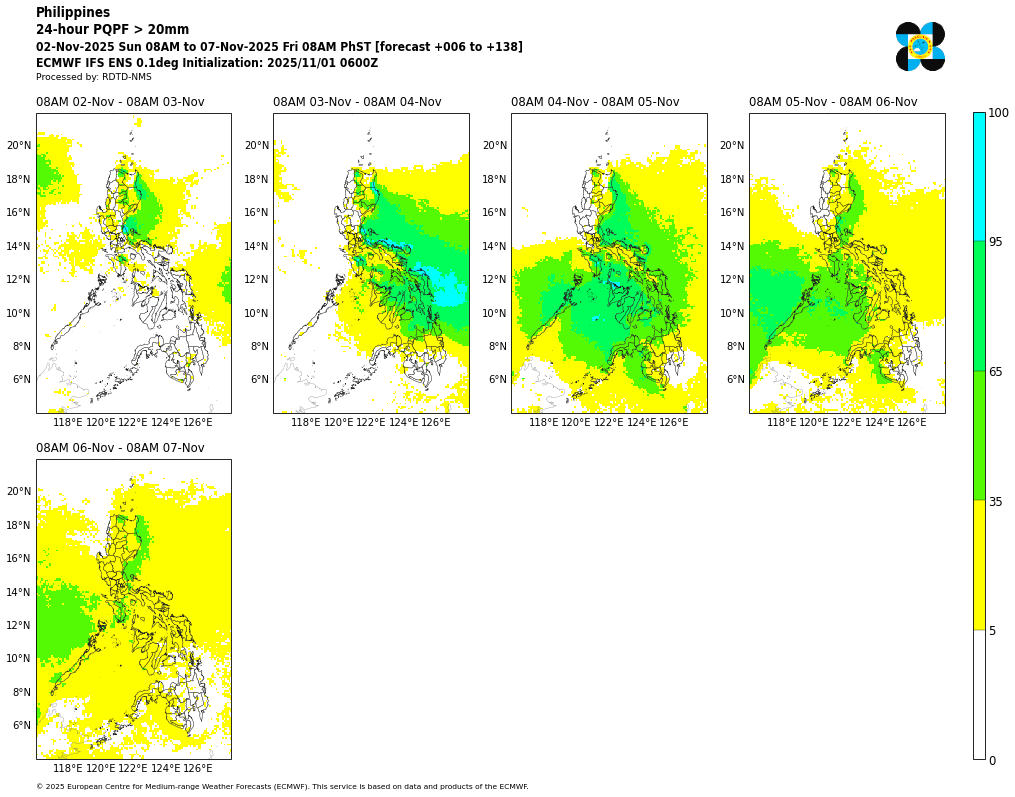 Philippines
24-hour PQPF > 20mm
02-Nov-2025 Sun 08AM to 07-Nov-2025 Fri 08AM PhST [forecast +006 to +138]
ECMWF IFS ENS 0.1deg Initialization: 2025/11/01 0600Z
Processed by: RDTD-NMS
08AM 02-Nov - 08AM 03-Nov
08AM 03-Nov - 08AM 04-Nov
08AM 04-Nov - 08AM 05-Nov
08AM 05-Nov - 08AM 06-Nov
20°N 20°N 20°N 20°N
18°N 18°N 18°N 18°N
16°N 16°N 16°N 16°N
14°N 14°N 14°N 14°N
12°N 12°N 12°N 12°N
10°N 10°N 10°N 10°N
8°N 8°N 8°N 8°N
6°N 6°N 6°N 6°N
118°E 120°E 122°E 124°E 126°E 118°E 120°E 122°E 124°E 126°E 118°E 120°E 122°E 124°E 126°E 118°E 120°E 122°E 124°E 126°E
100
95
65
35
5
0
08AM 06-Nov - 08AM 07-Nov
20°N
18°N
16°N
14°N
12°N
10°N
8°N
6°N
118°E 120°E 122°E 124°E 126°E
© 2025 European Centre for Medium-range Weather Forecasts (ECMWF). This service is based on data and products of the ECMWF.